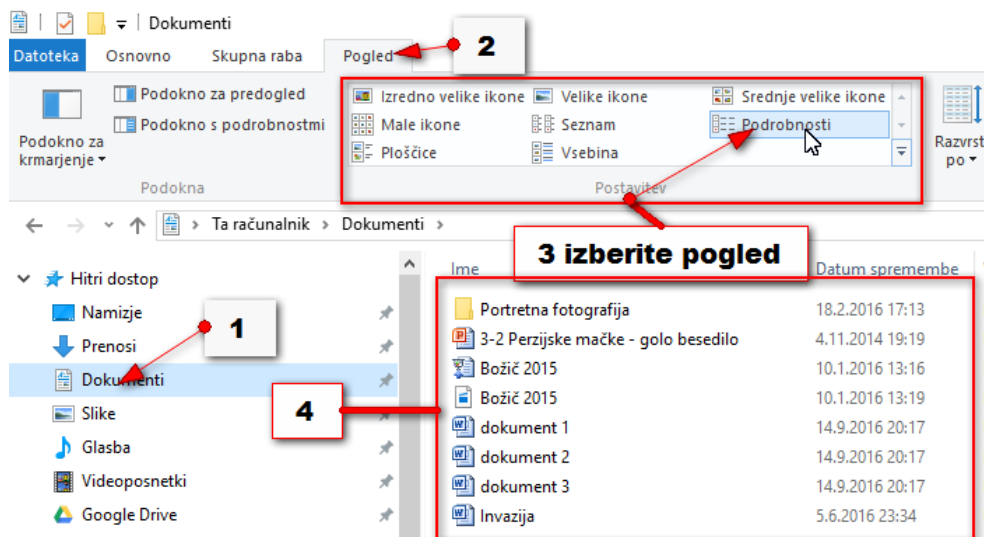 Dokumenti
Datoteka Osnovno Skupna raba Pogled 2
Podokno za krmarjenje
Podokno za predogled
Podokno s podrobnostmi
Podokna
Izredno velike ikone Velike ikone Srednje velike ikone
Male ikone Seznam Podrobnosti
Ploščice Vsebina
Postavitev
Razvrst
po
Ta računalnik Dokumenti
3 izberite pogled
Hitri dostop
Namizje
1
Prenosi
Dokumenti
Slike
4
Glasba
Videoposnetki
Google Drive
Ime Datum spremembe
Portretna fotografija 18.2.2016 17:13
3-2 Perzijske mačke - golo besedilo 4.11.2014 19:19
Božič 2015 10.1.2016 13:16
Božič 2015 10.1.2016 13:19
dokument 1 14.9.2016 20:17
dokument 2 14.9.2016 20:17
dokument 3 14.9.2016 20:17
Invazija 5.6.2016 23:34